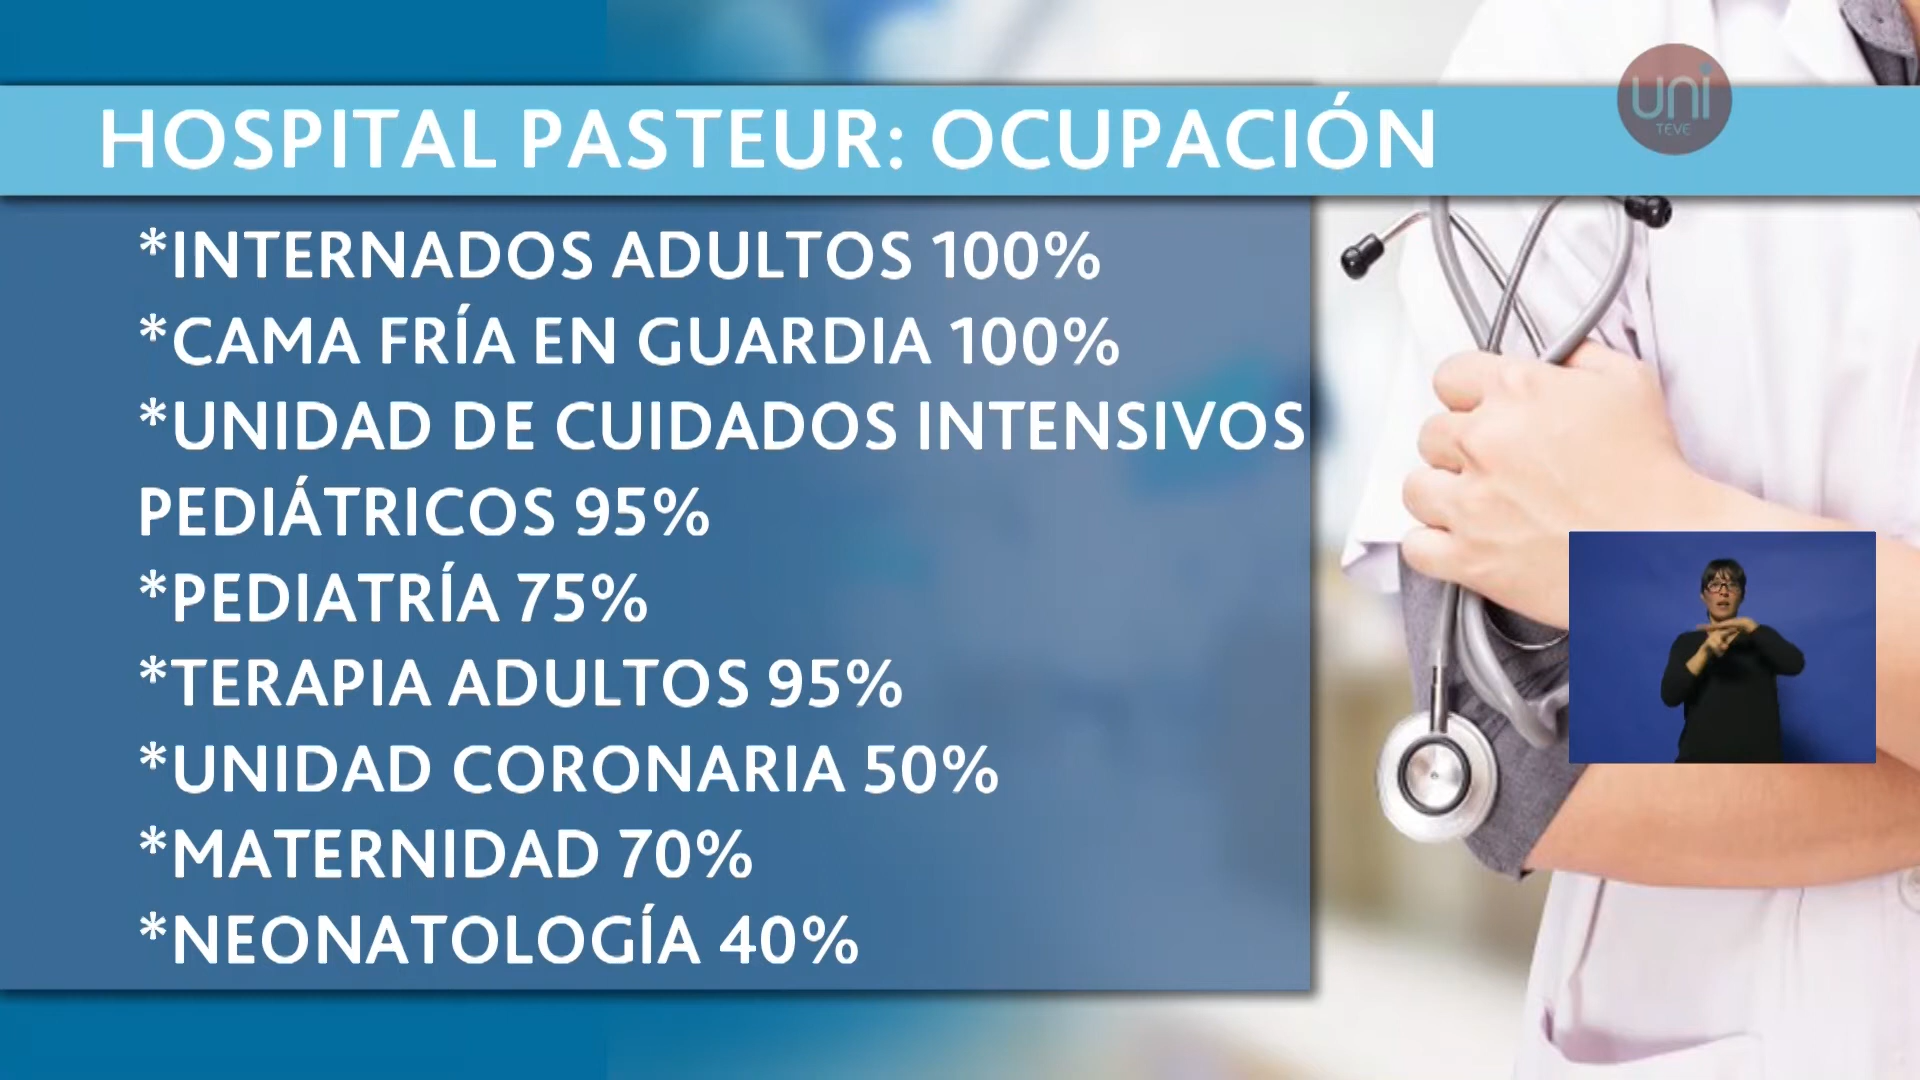 HOSPITAL PASTEUR: OCUPACIÓN
uni
TEVE
*INTERNADOS ADULTOS 100%
*CAMA FRÍA EN GUARDIA 100%
*UNIDAD DE CUIDADOS INTENSIVOS
PEDIÁTRICOS 95%
*PEDIATRÍA 75%
*TERAPIA ADULTOS 95%
*UNIDAD CORONARIA 50%
*MATERNIDAD 70%
*NEONATOLOGÍA 40%